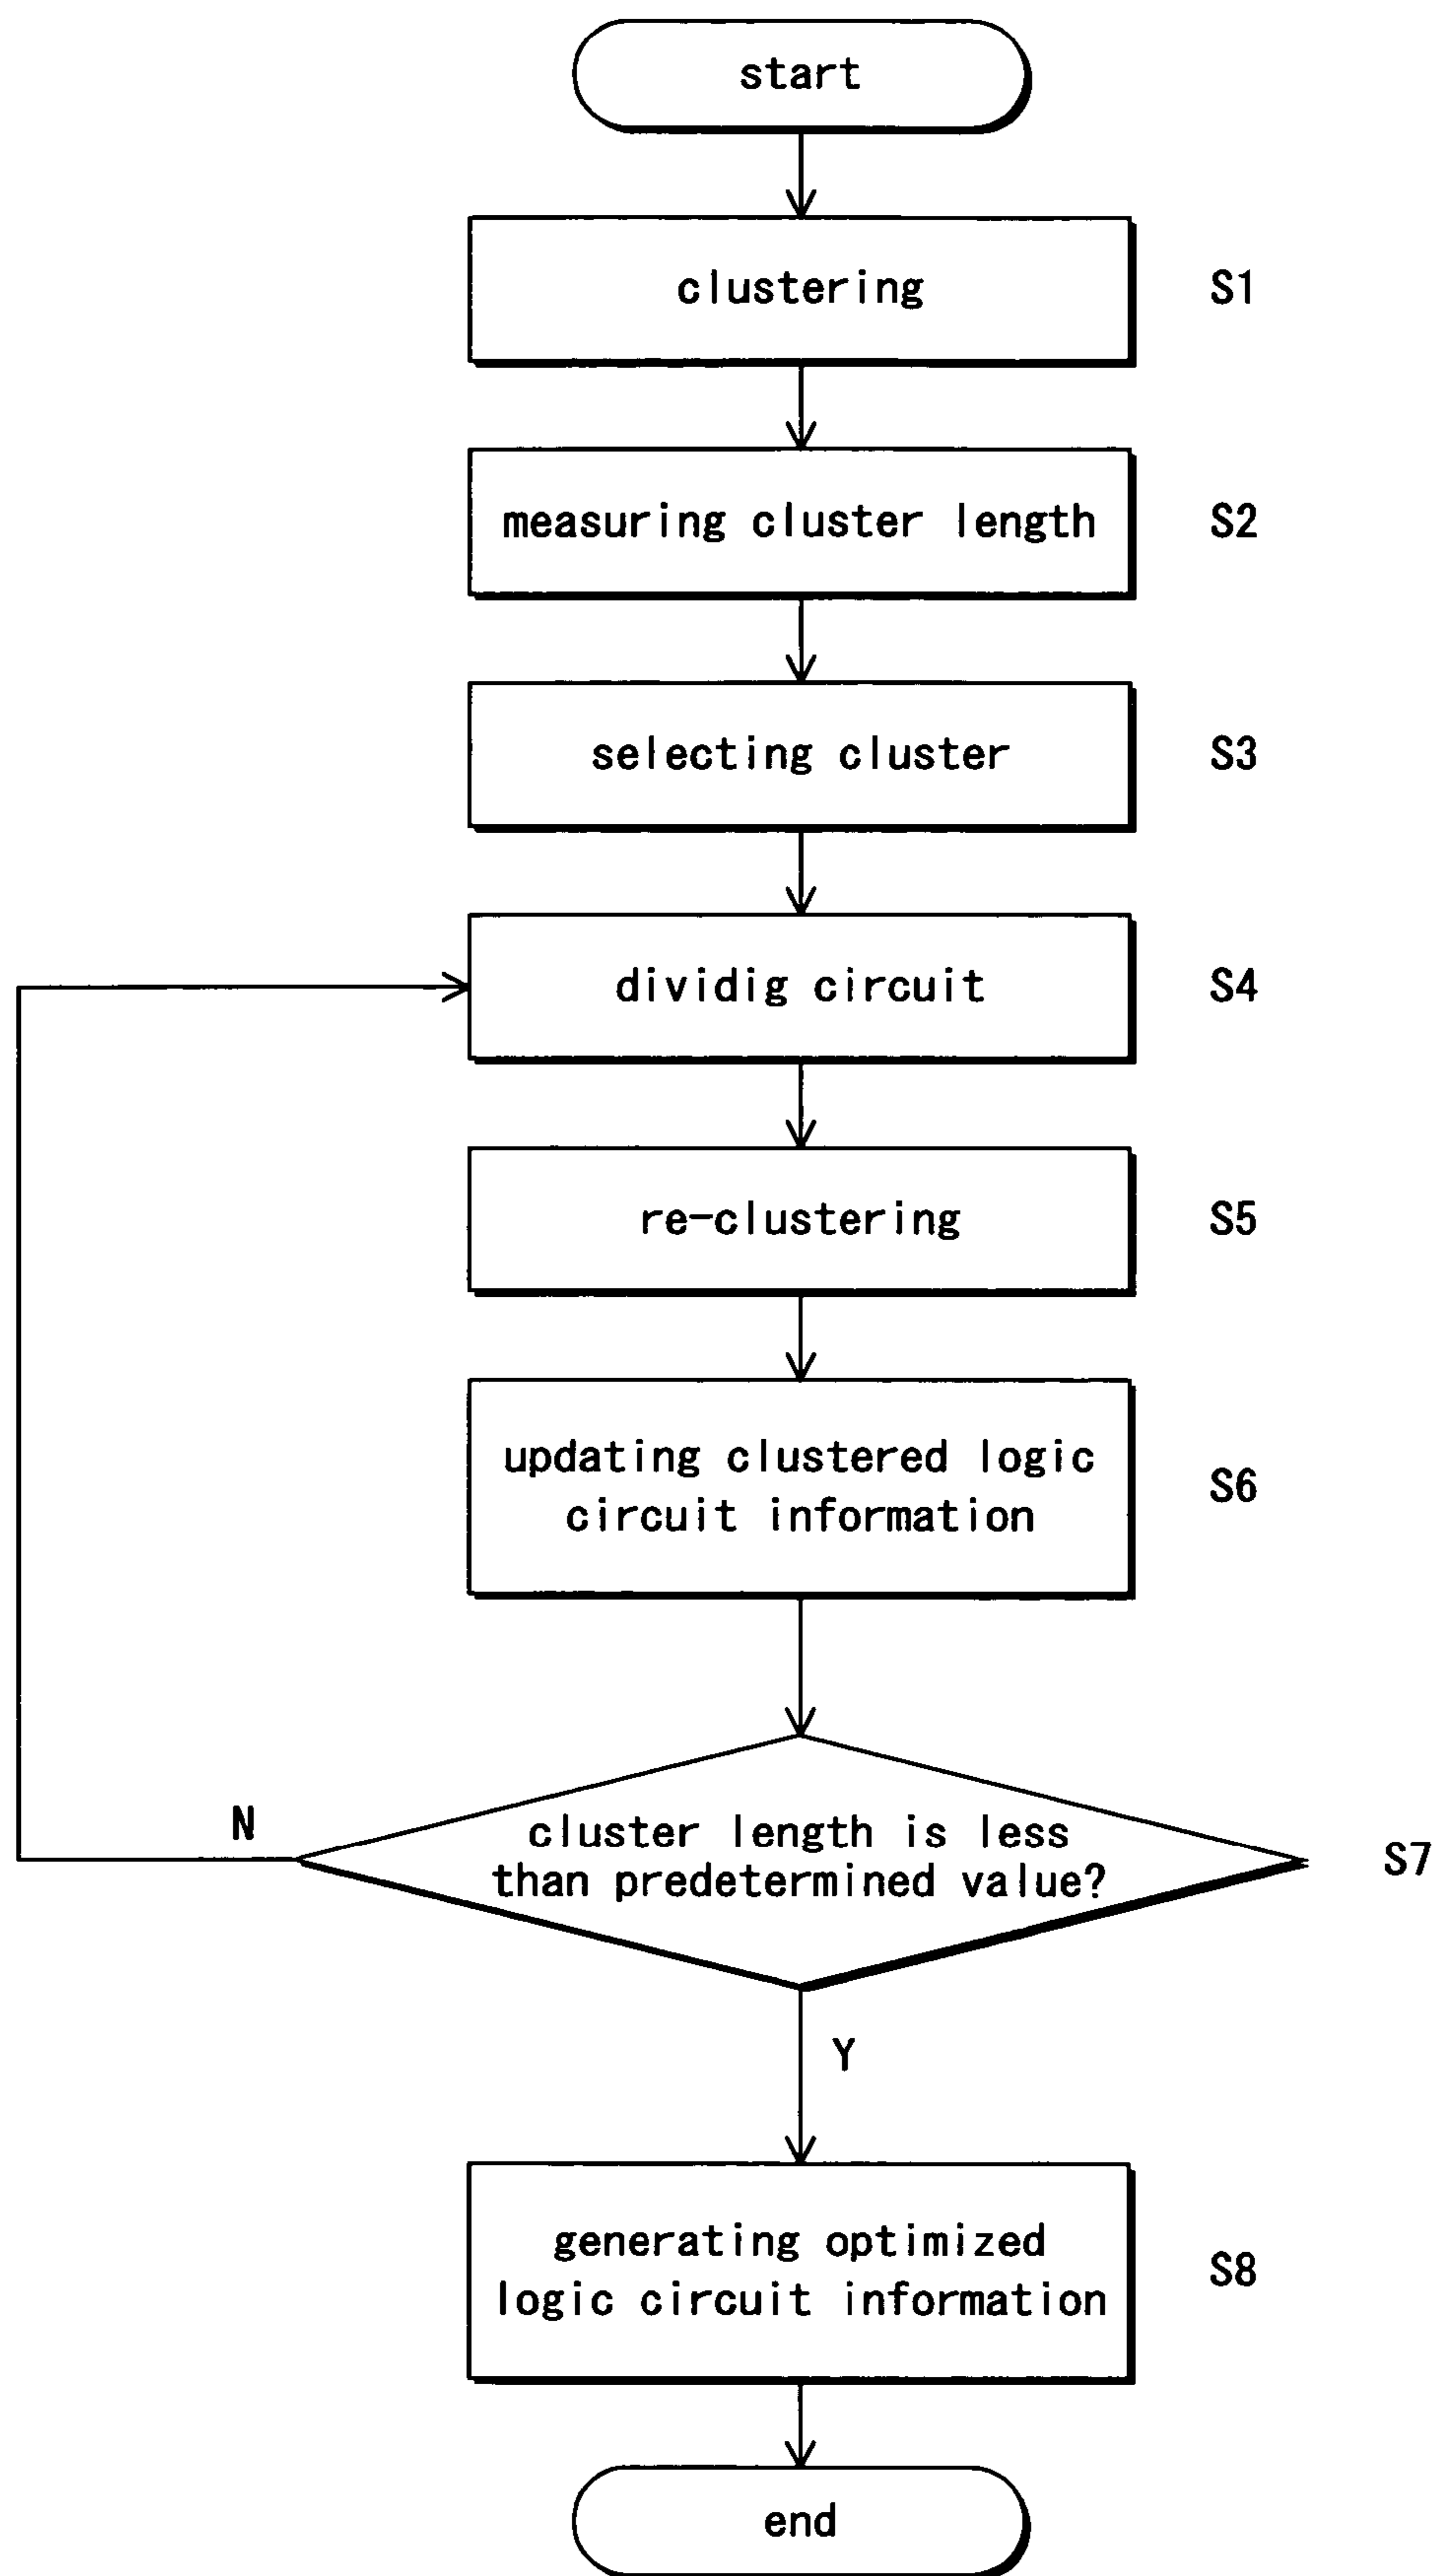 start
clustering
S1
measuring cluster length
S2
selecting cluster
S3
dividig circuit
S4
re-clustering
S5
updating clustered logic
circuit information
S6
N
cluster length is less
than predetermined value?
S7
Y
generating optimized
logic circuit information
S8
end